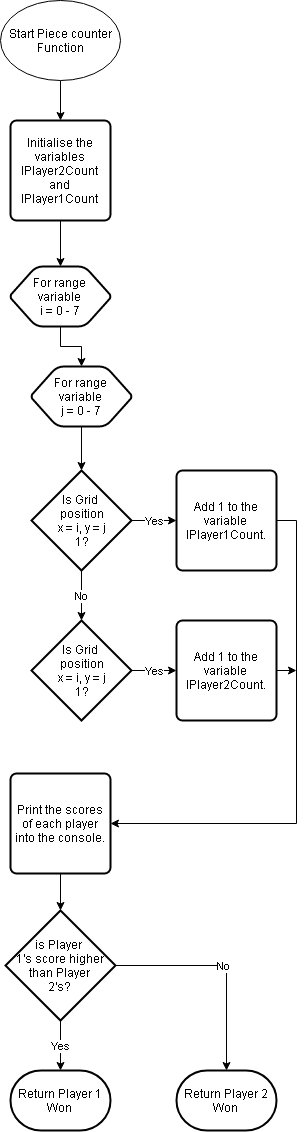 Start Piece counter
Function
Initialise the
variables
IPlayer2Count
and
IPlayer1Count
For range
variable
i = 0 - 7
For range
variable
j = 0 - 7
Is Grid
position
x = i, y = j
1?
Yes
Add 1 to the
variable
IPlayer1Count.
No
Is Grid
position
x = i, y = j
1?
Yes
Add 1 to the
variable
IPlayer2Count.
Print the scores
of each player
into the console.
is Player
1's score higher
than Player
2's?
No
Yes
Return Player 1
Won
Return Player 2
Won